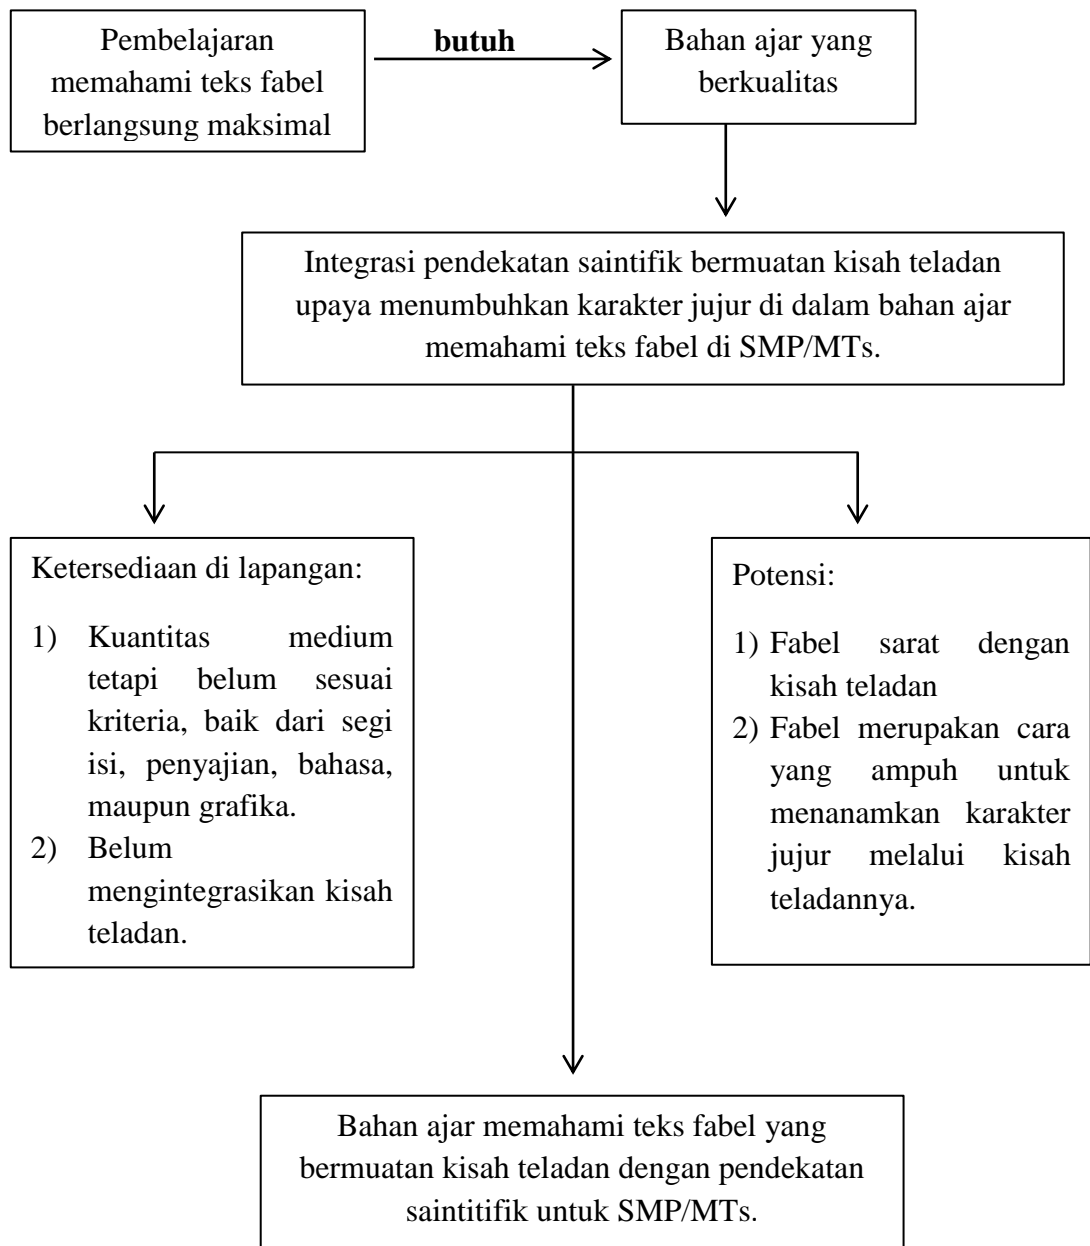 Pembelajaran
memahami teks fabel
berlangsung maksimal
butuh
Bahan ajar yang
berkualitas
Integrasi pendekatan saintifik bermuatan kisah teladan
upaya menumbuhkan karakter jujur di dalam bahan ajar
memahami teks fabel di SMP/MTs.
Ketersediaan di lapangan:
1) Kuantitas medium
tetapi belum sesuai
kriteria, baik dari segi
isi, penyajian, bahasa,
maupun grafika.
2) Belum
mengintegrasikan kisah
teladan.
Potensi:
1) Fabel sarat dengan
kisah teladan
2) Fabel merupakan cara
yang ampuh untuk
menanamkan karakter
jujur melalui kisah
teladannya.
Bahan ajar memahami teks fabel yang
bermuatan kisah teladan dengan pendekatan
saintitifik untuk SMP/MTs.